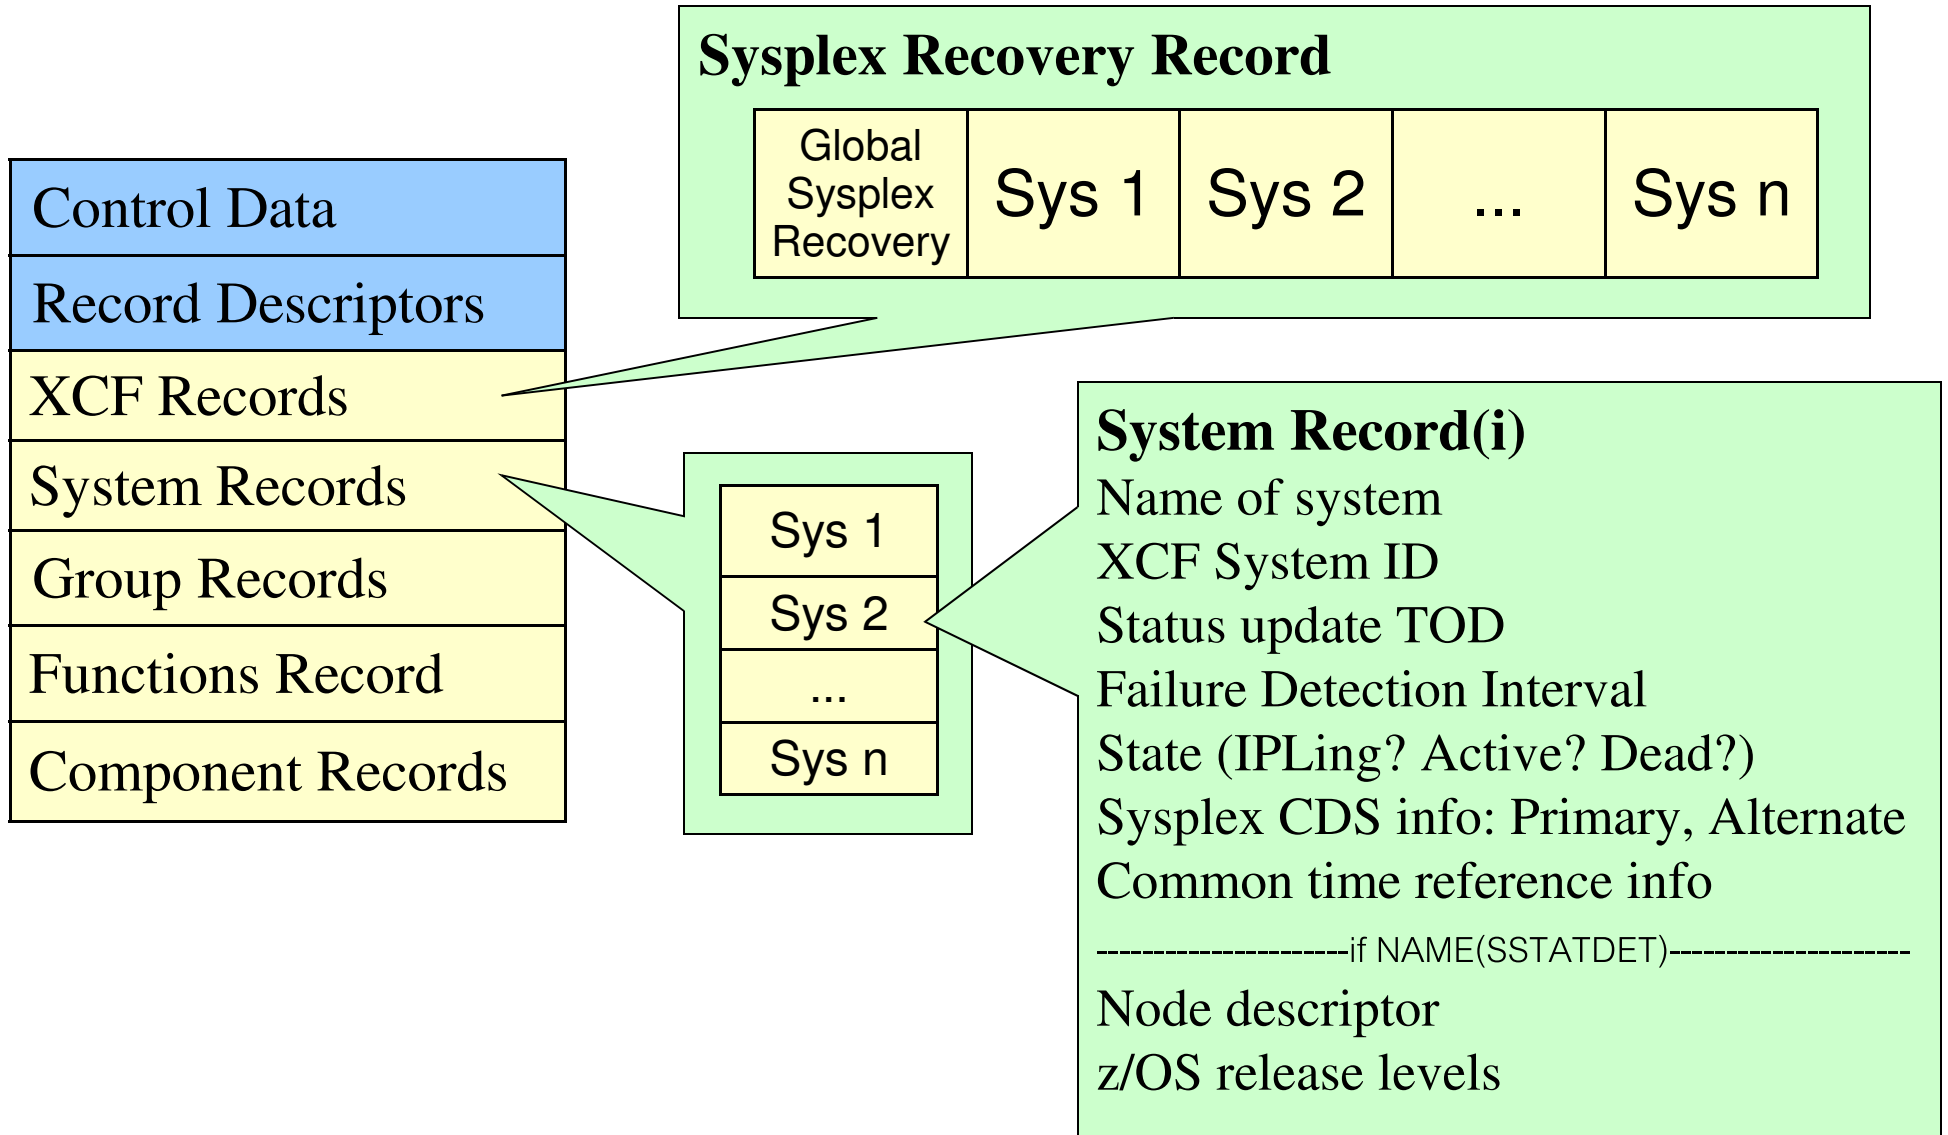 Sysplex Recovery Record
Global
Sysplex
Recovery
Sys 1
Sys 2
...
Sys n
Control Data
Record Descriptors
XCF Records
System Records
Group Records
Functions Record
Component Records
Sys 1
Sys 2
...
Sys n
System Record(i)
Name of system
XCF System ID
Status update TOD
Failure Detection Interval
State (IPLing? Active? Dead?)
Sysplex CDS info: Primary, Alternate
Common time reference info
----------------------if NAME(SSTATDET)---------------------
Node descriptor
z/OS release levels